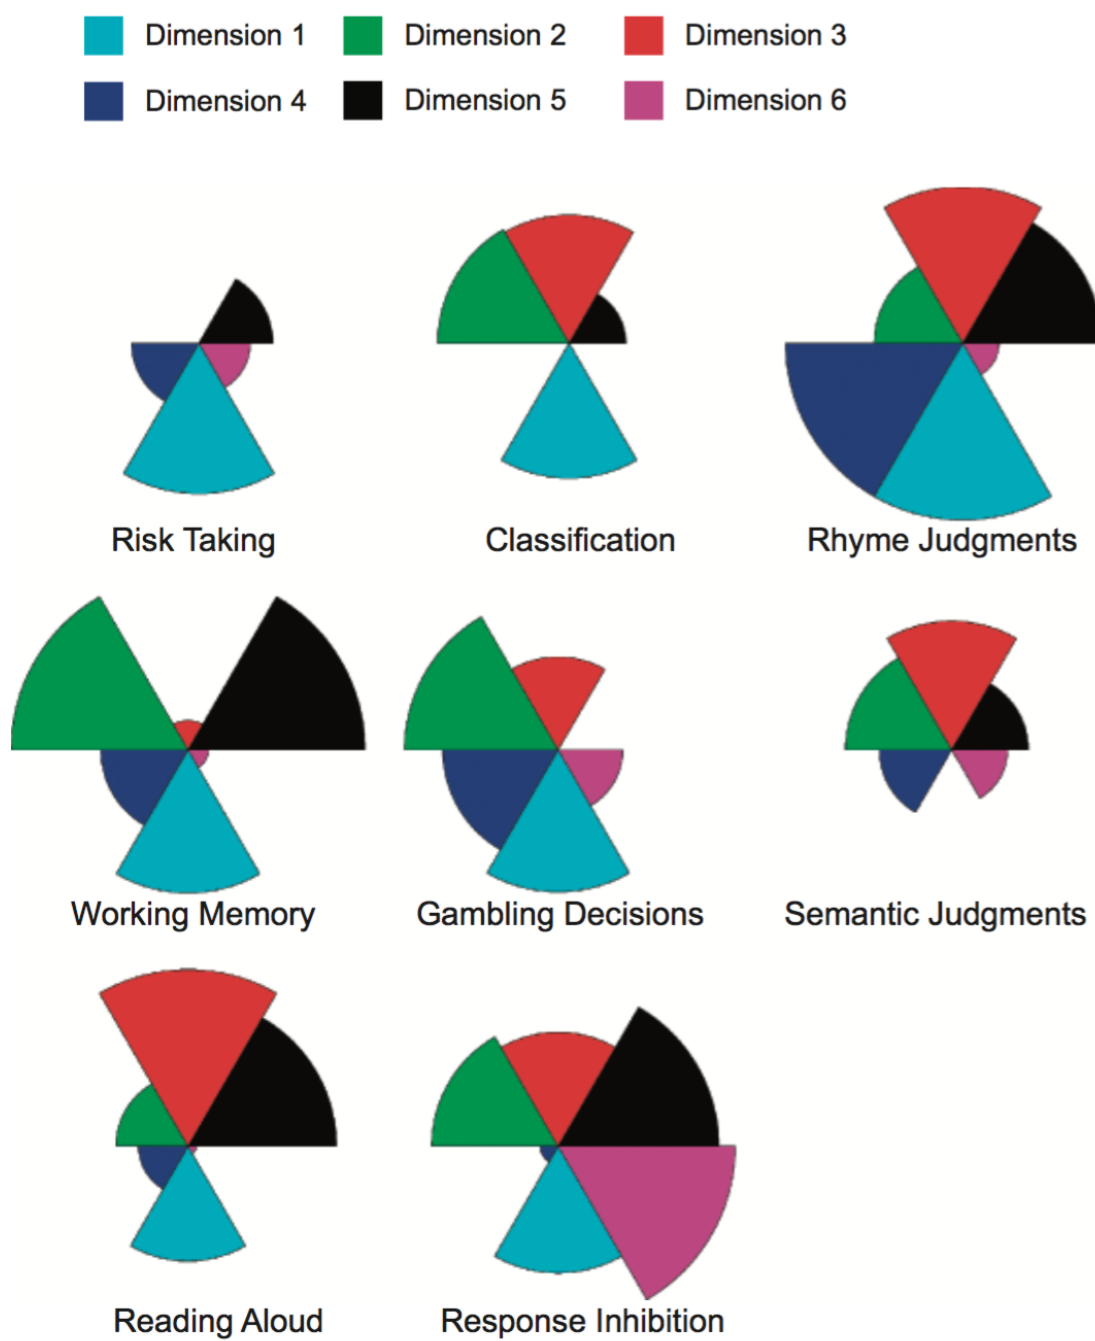 Dimension 1 Dimension 2 Dimension 3
Dimension 4 Dimension 5 Dimension 6
Risk Taking Classification Rhyme Judgments
Working Memory Gambling Decisions Semantic Judgments
Reading Aloud Response Inhibition